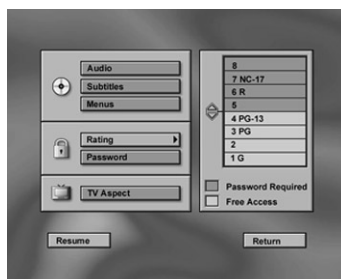 Audio
Subtitles
Menus
Rating
Password
TV Aspect
8
7 NC-17
6 R
5
4 PG-13
3 PG
2
1 G
Password Required
Free Access
Resume
Return